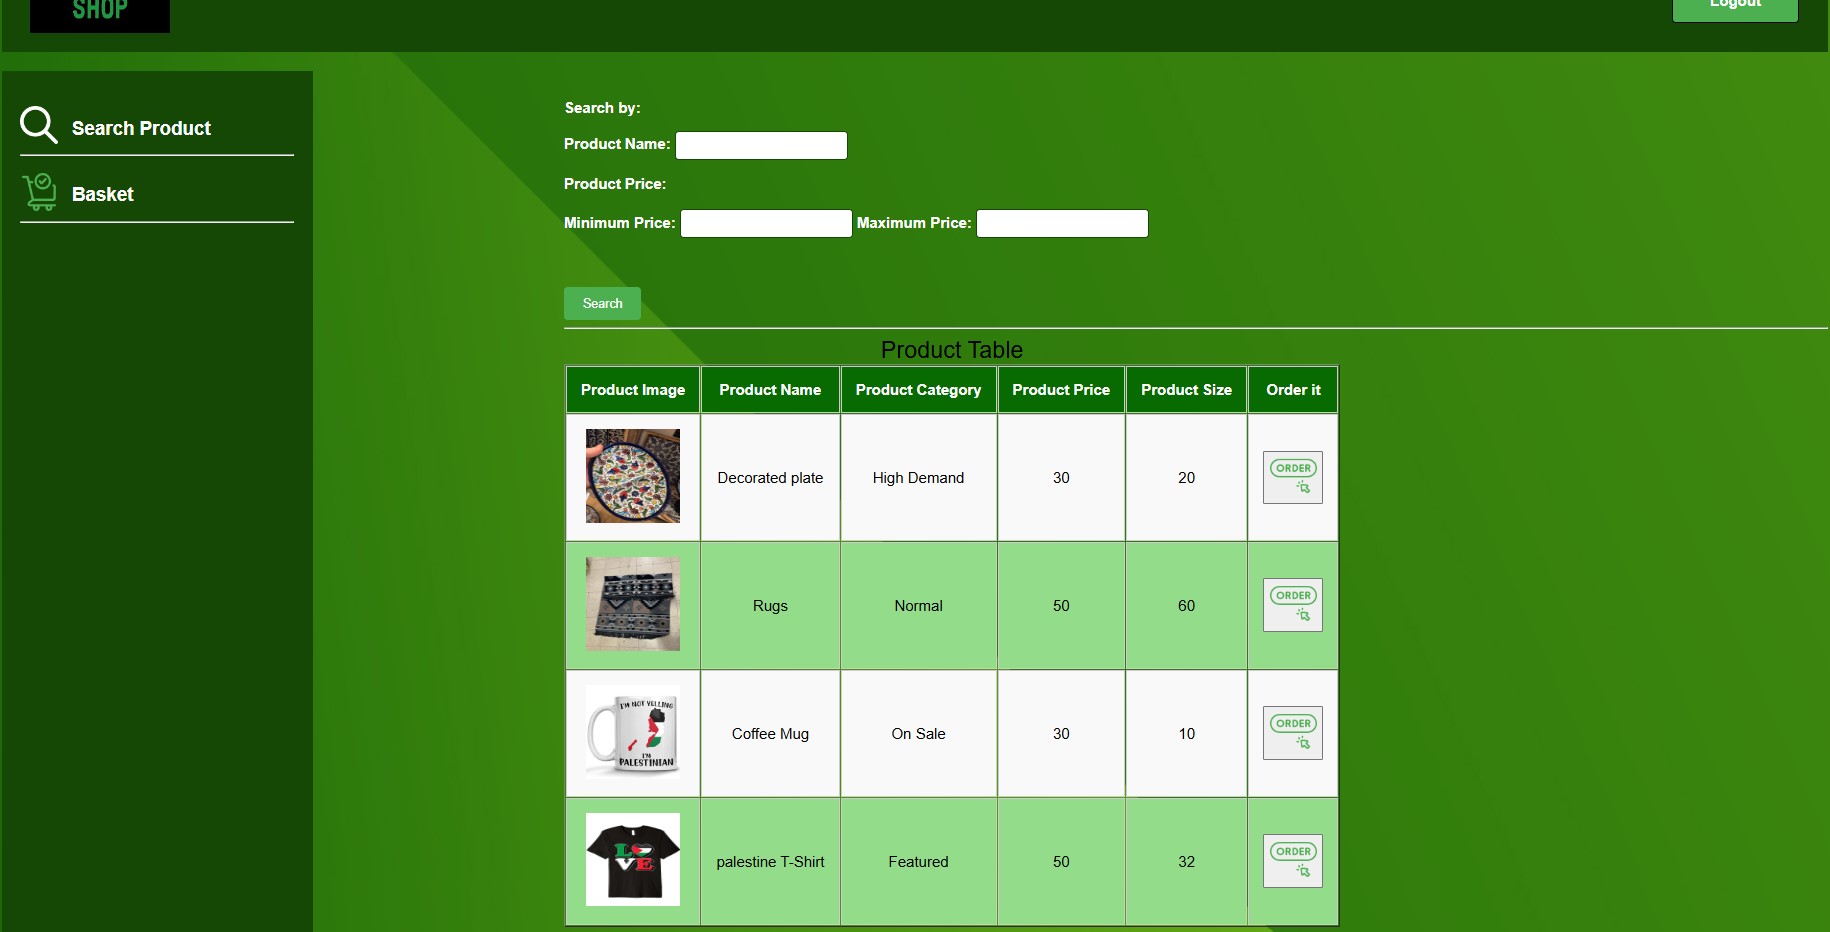 SHOP
Logout
Search Product
Basket
Search by:
Product Name:
Product Price:
Minimum Price: Maximum Price:
Search
Product Table
Product Image Product Name Product Category Product Price Product Size Order it
Decorated plate High Demand 30 20 ORDER
Rugs Normal 50 60 ORDER
I'M NOT YELLING
I'M
PALESTINIAN
Coffee Mug On Sale 30 10 ORDER
LO
VE
palestine T-Shirt Featured 50 32 ORDER